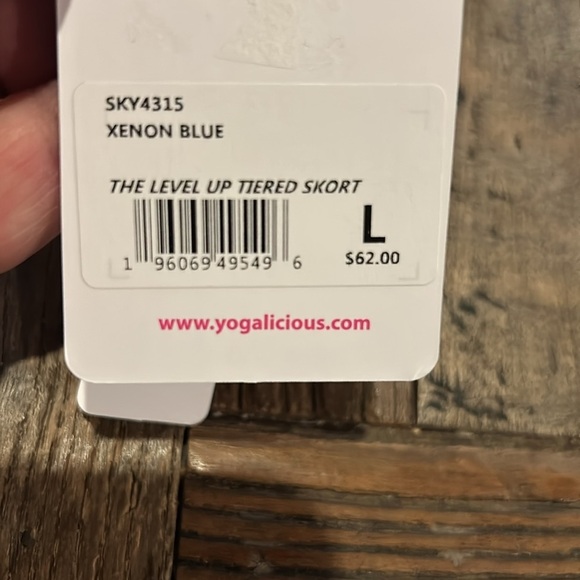 SKY4315
XENON BLUE
THE LEVEL UP TIERED SKORT
L
1 96069 49549 6
$62.00
www.yogalicious.com